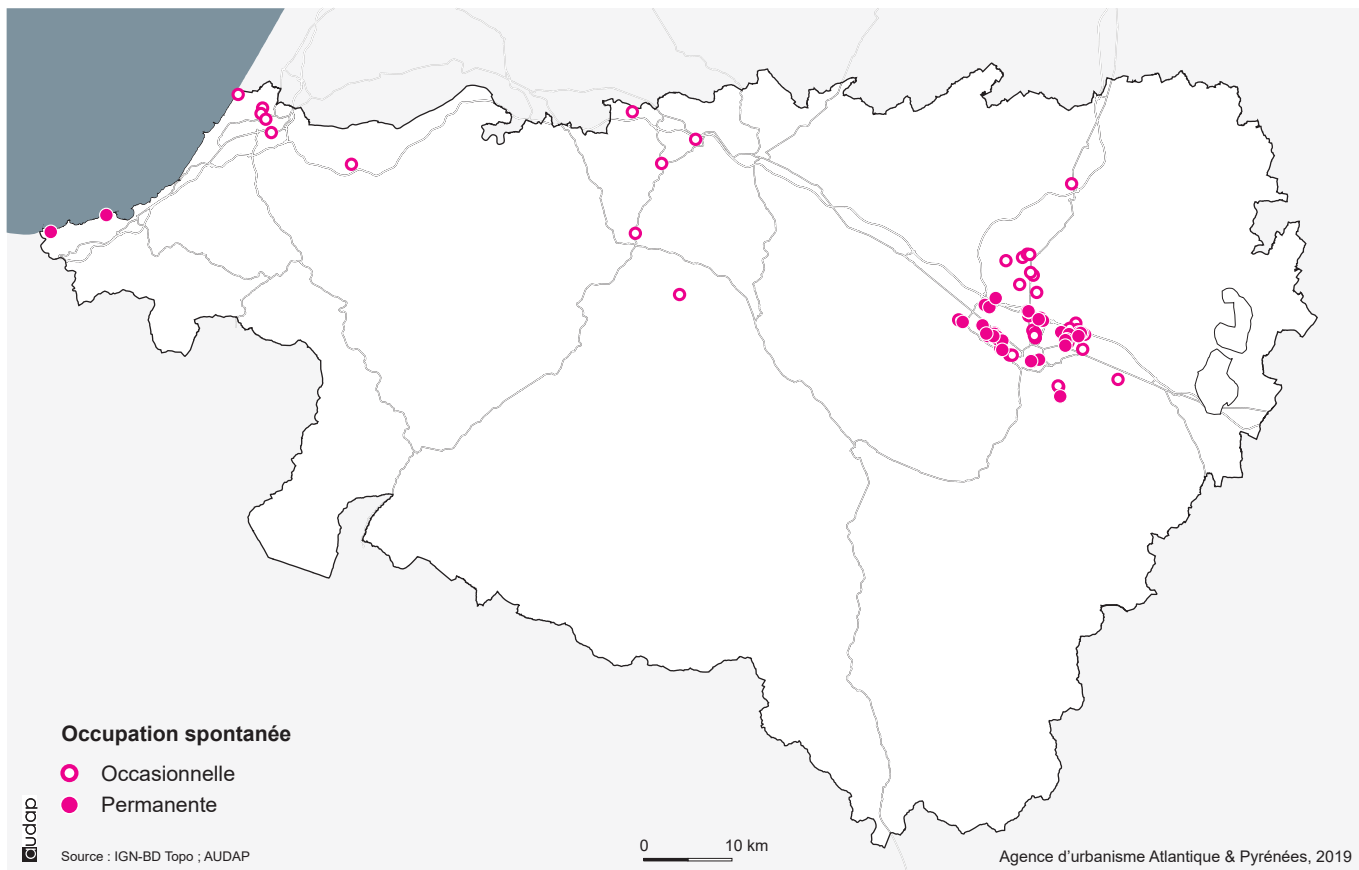 Occupation spontanée
Occasionnelle
Permanente
audap
Source : IGN-BD Topo ; AUDAP
0 10 km
Agence d'urbanisme Atlantique & Pyrénées, 2019